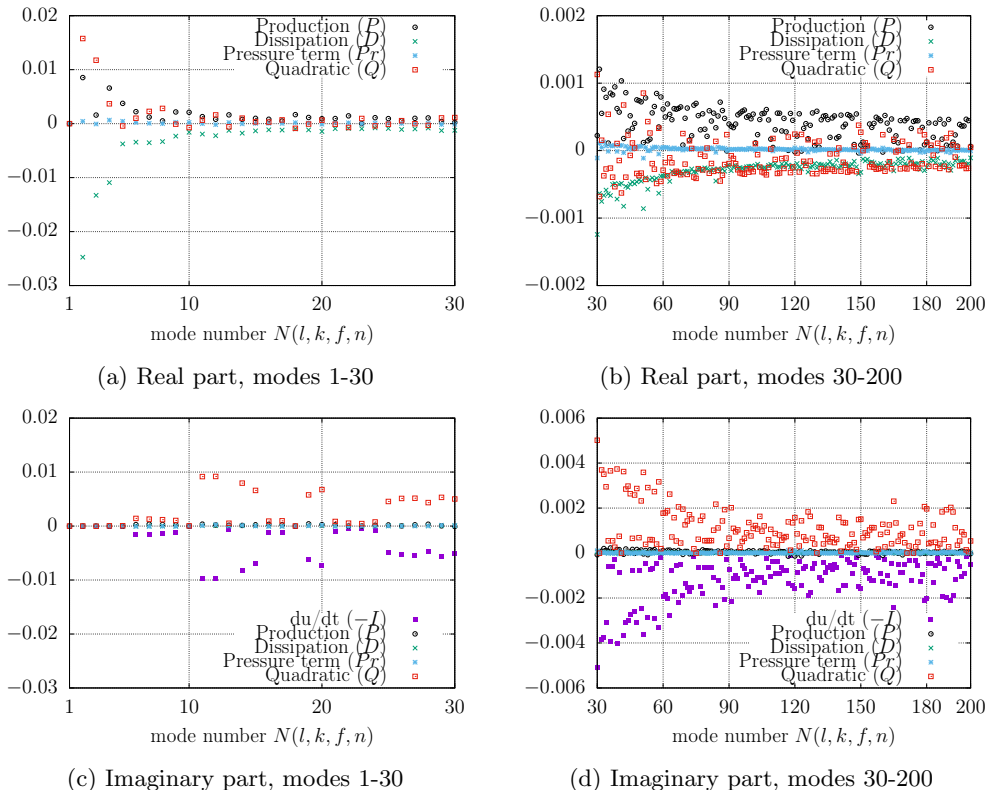 0.02
0.01
0
−0.01
−0.02
−0.03
1
10
20
30
Production (P)
Dissipation (D)
Pressure term (Pr)
Quadratic (Q)
mode number N(l, k, f, n)
(a) Real part, modes 1-30
0.002
0.001
0
−0.001
−0.002
30
60
90
120
150
180
200
Production (P)
Dissipation (D)
Pressure term (Pr)
Quadratic (Q)
mode number N(l, k, f, n)
(b) Real part, modes 30-200
0.02
0.01
0
−0.01
−0.02
−0.03
1
10
20
30
du/dt (−I)
Production (P)
Dissipation (D)
Pressure term (Pr)
Quadratic (Q)
mode number N(l, k, f, n)
(c) Imaginary part, modes 1-30
0.006
0.004
0.002
0
−0.002
−0.004
−0.006
30
60
90
120
150
180
200
du/dt (−I)
Production (P)
Dissipation (D)
Pressure term (Pr)
Quadratic (Q)
mode number N(l, k, f, n)
(d) Imaginary part, modes 30-200